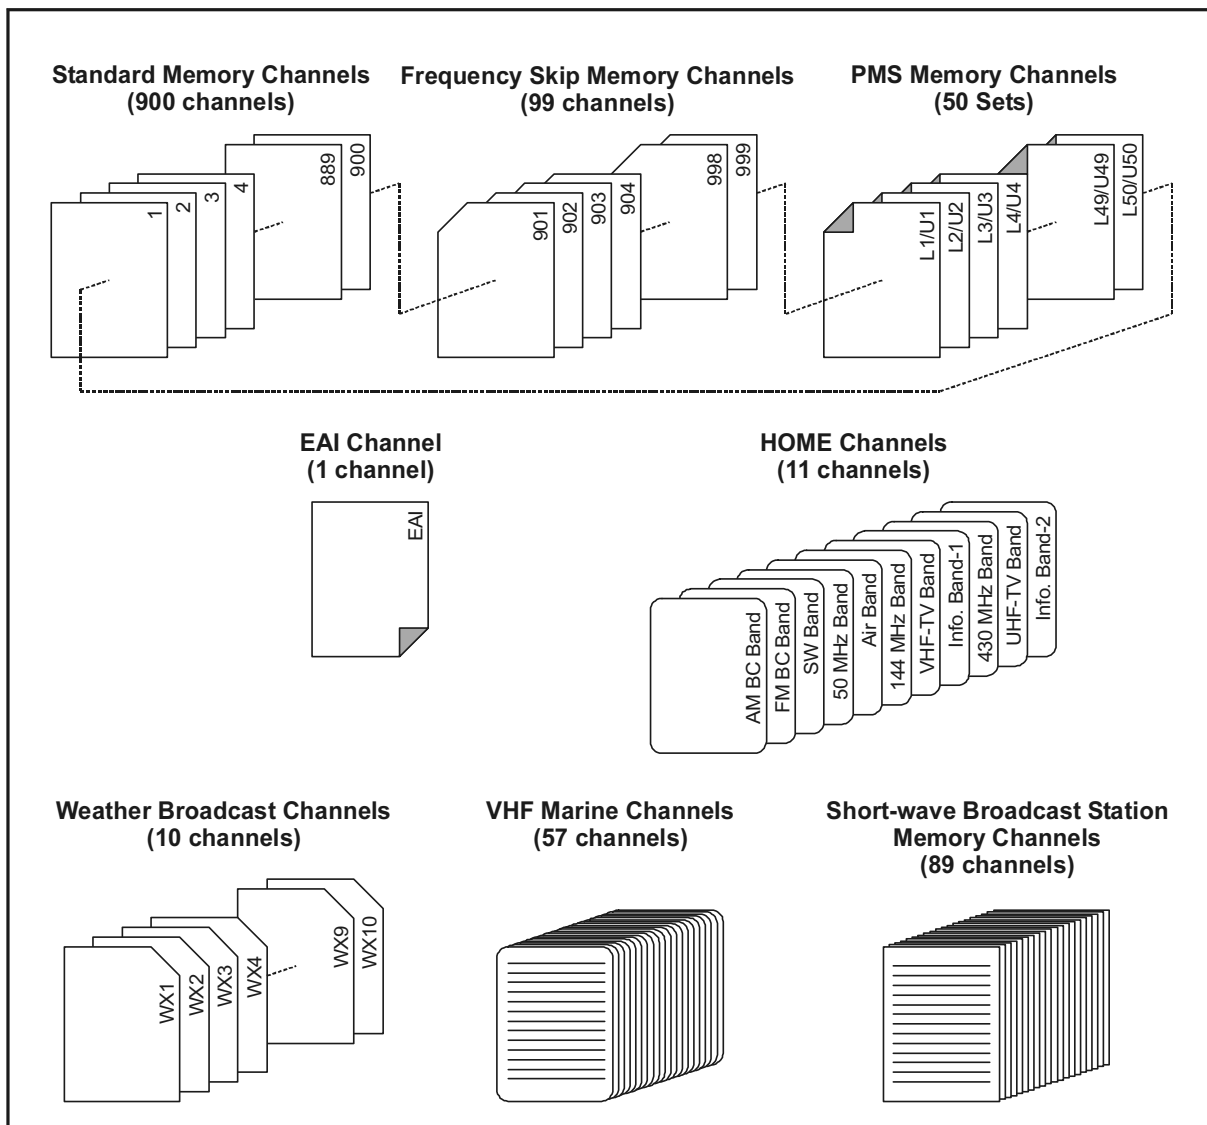 Standard Memory Channels
(900 channels)
Frequency Skip Memory Channels
(99 channels)
PMS Memory Channels
(50 Sets)
1
2
3
4
889
900
901
902
903
904
998
999
L1/U1
L2/U2
L3/U3
L4/U4
L49/U49
L50/U50
EAI Channel
(1 channel)
EAI
HOME Channels
(11 channels)
AM BC Band
FM BC Band
SW Band
50 MHz Band
Air Band
144 MHz Band
VHF-TV Band
Info. Band-1
430 MHz Band
UHF-TV Band
Info. Band-2
Weather Broadcast Channels
(10 channels)
WX1
WX2
WX3
WX4
WX9
WX10
VHF Marine Channels
(57 channels)
Short-wave Broadcast Station
Memory Channels
(89 channels)